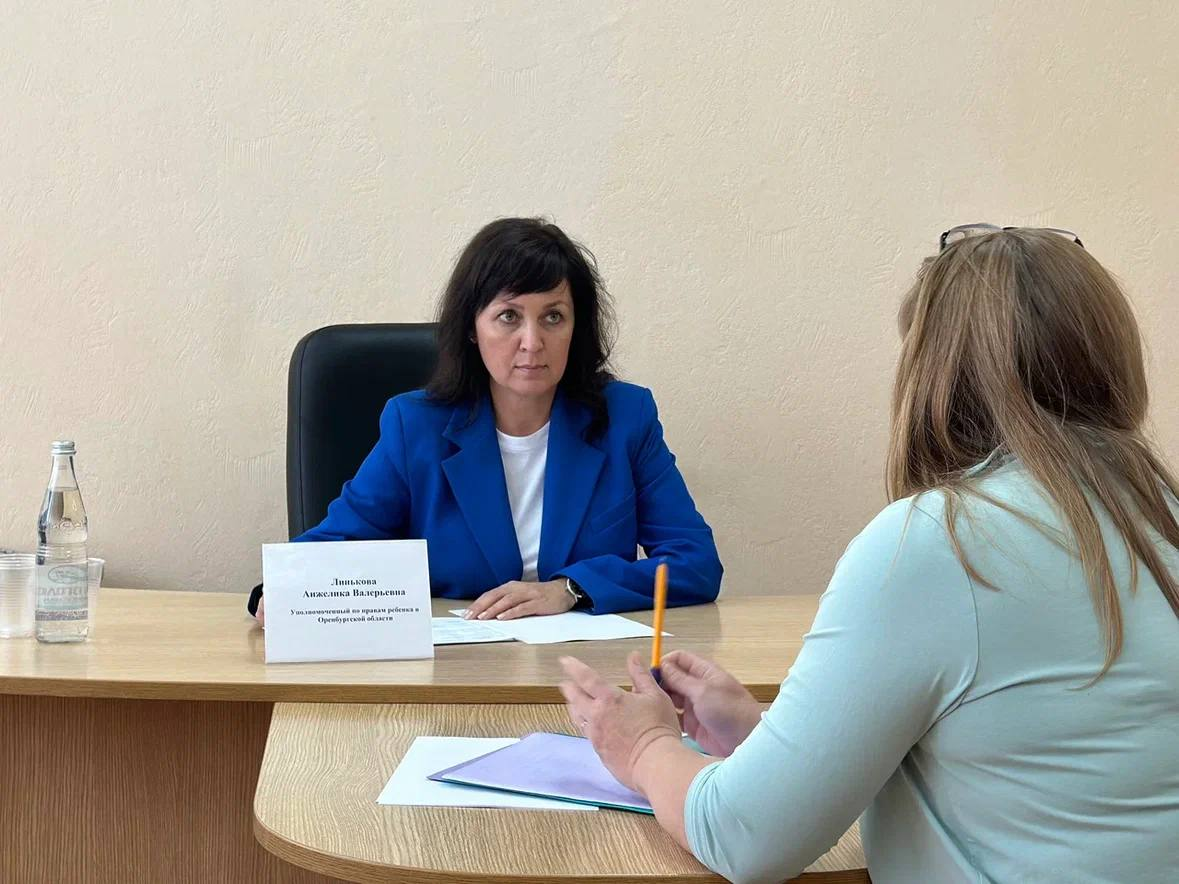 Линькова
Анжелика Валерьевна
Уполномоченный по правам ребенка в
Оренбургской области